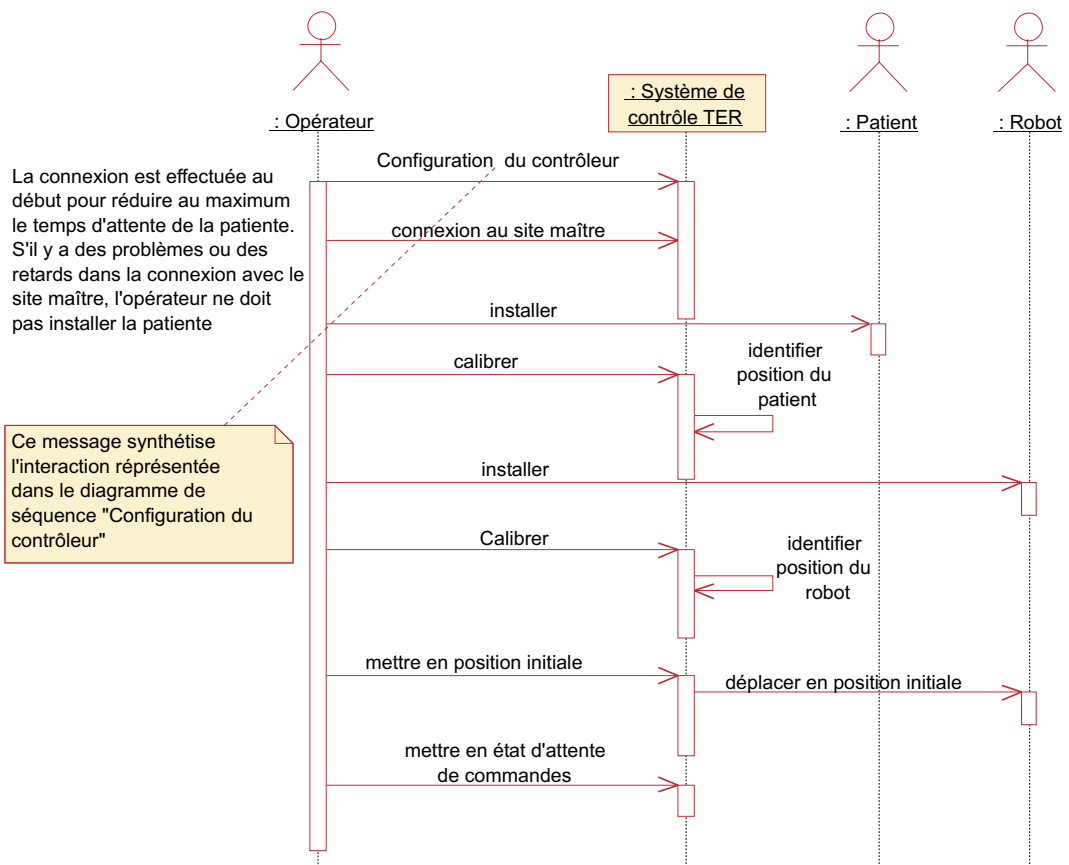 : Opérateur
: Système de
contrôle TER
: Patient
: Robot
Configuration du contrôleur
La connexion est effectuée au
début pour réduire au maximum
le temps d'attente de la patiente.
S'il y a des problèmes ou des
retards dans la connexion avec le
site maître, l'opérateur ne doit
pas installer la patiente
connexion au site maître
installer
calibrer
identifier
position du
patient
Ce message synthétise
l'interaction réprésentée
dans le diagramme de
séquence "Configuration du
contrôleur"
installer
Calibrer
identifier
position du
robot
mettre en position initiale
déplacer en position initiale
mettre en état d'attente
de commandes